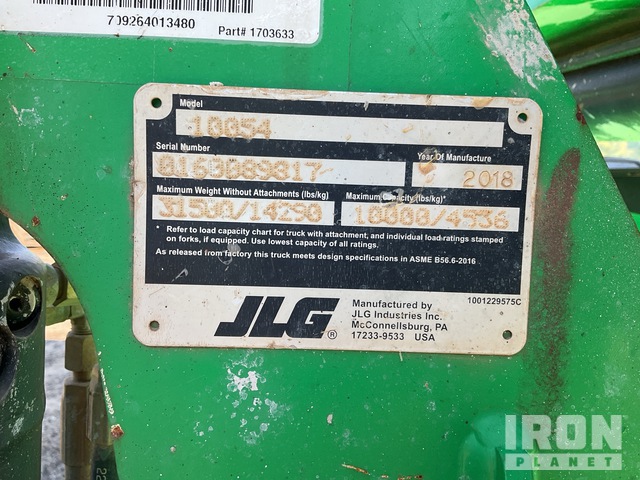 709264013480
Part# 1703633
Model
10054
Serial Number
0163089817
Year Of Manufacture
2018
Maximum Weight Without Attachments (lbs/kg)
31500/14290
Maximum Capacity (lbs/kg)*
10000/4536
* Refer to load capacity chart for truck with attachment, and individual load ratings stamped
on forks, if equipped. Use lowest capacity of all ratings.
As released from factory this truck meets design specifications in ASME B56.6-2016
JLG®
Manufactured by
JLG Industries Inc.
McConnellsburg, PA
17233-9533 USA
1001229575C
IRON
PLANET